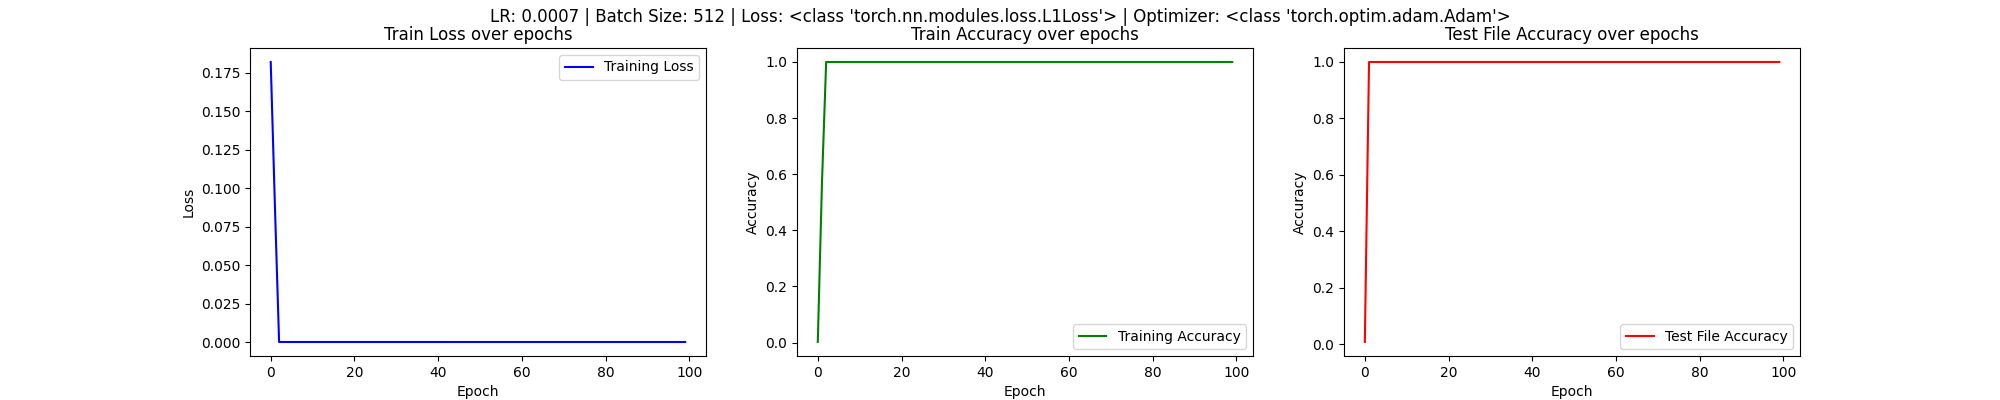 LR: 0.0007 | Batch Size: 512 | Loss: <class 'torch.nn.modules.loss.L1Loss'> | Optimizer: <class 'torch.optim.adam.Adam'>
Train Loss over epochs
Training Loss
0.175
0.150
0.125
0.100
0.075
0.050
0.025
0.000
Loss
0 20 40 60 80 100
Epoch
Train Accuracy over epochs
1.0
0.8
0.6
0.4
0.2
0.0
Accuracy
Training Accuracy
0 20 40 60 80 100
Epoch
Test File Accuracy over epochs
1.0
0.8
0.6
0.4
0.2
0.0
Accuracy
Test File Accuracy
0 20 40 60 80 100
Epoch